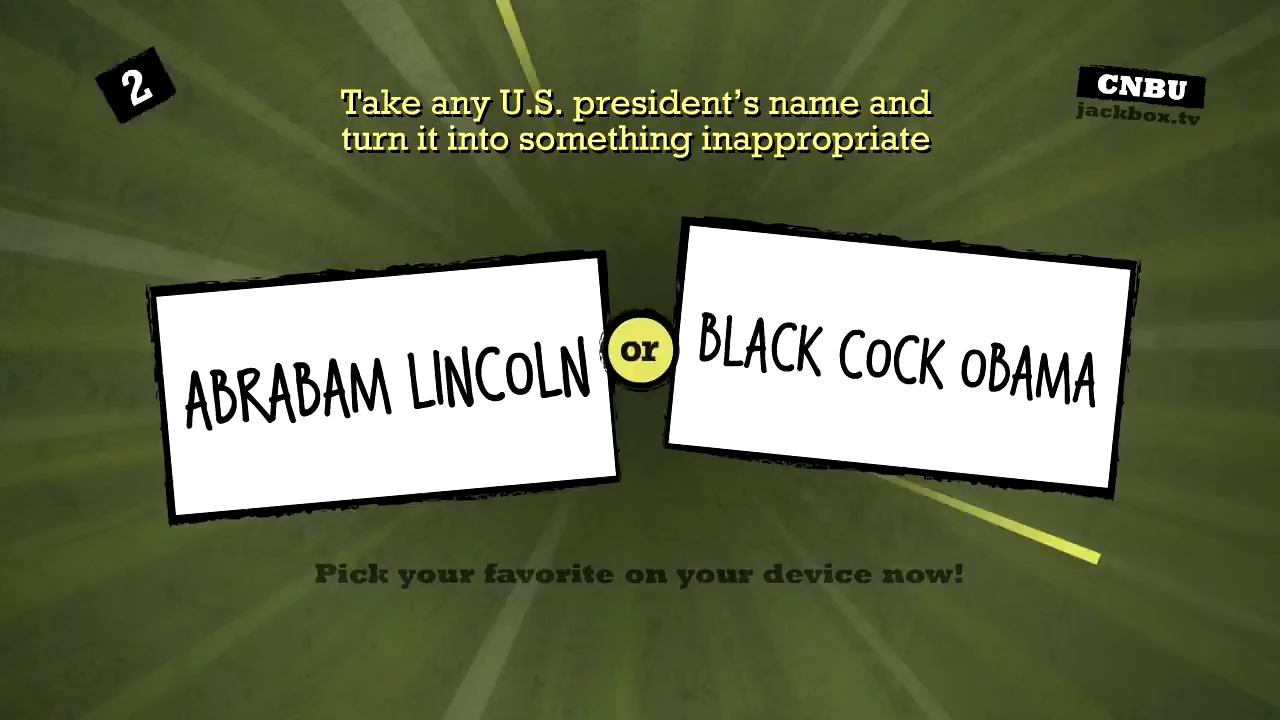 2
CNBU
jackbox.tv
Take any U.S. president's name and
turn it into something inappropriate
ABRABAM LINCOLN
or
BLACK COCK OBAMA
Pick your favorite on your device now!